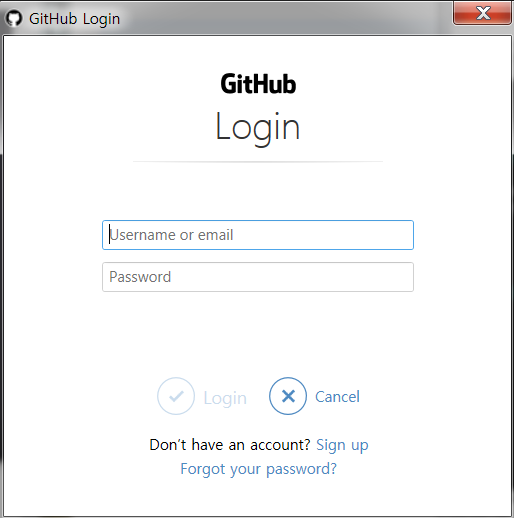 GitHub Login
GitHub
Login
Username or email
Password
Login
Cancel
Don't have an account? Sign up
Forgot your password?